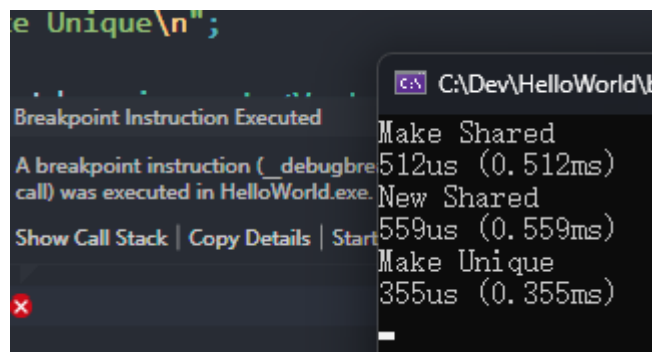 e Unique\n";
Breakpoint Instruction Executed
A breakpoint instruction (__debugbre
call) was executed in HelloWorld.exe.
Show Call Stack | Copy Details | Start
C:\Dev\HelloWorld\
Make Shared
512us (0.512ms)
New Shared
559us (0.559ms)
Make Unique
355us (0.355ms)